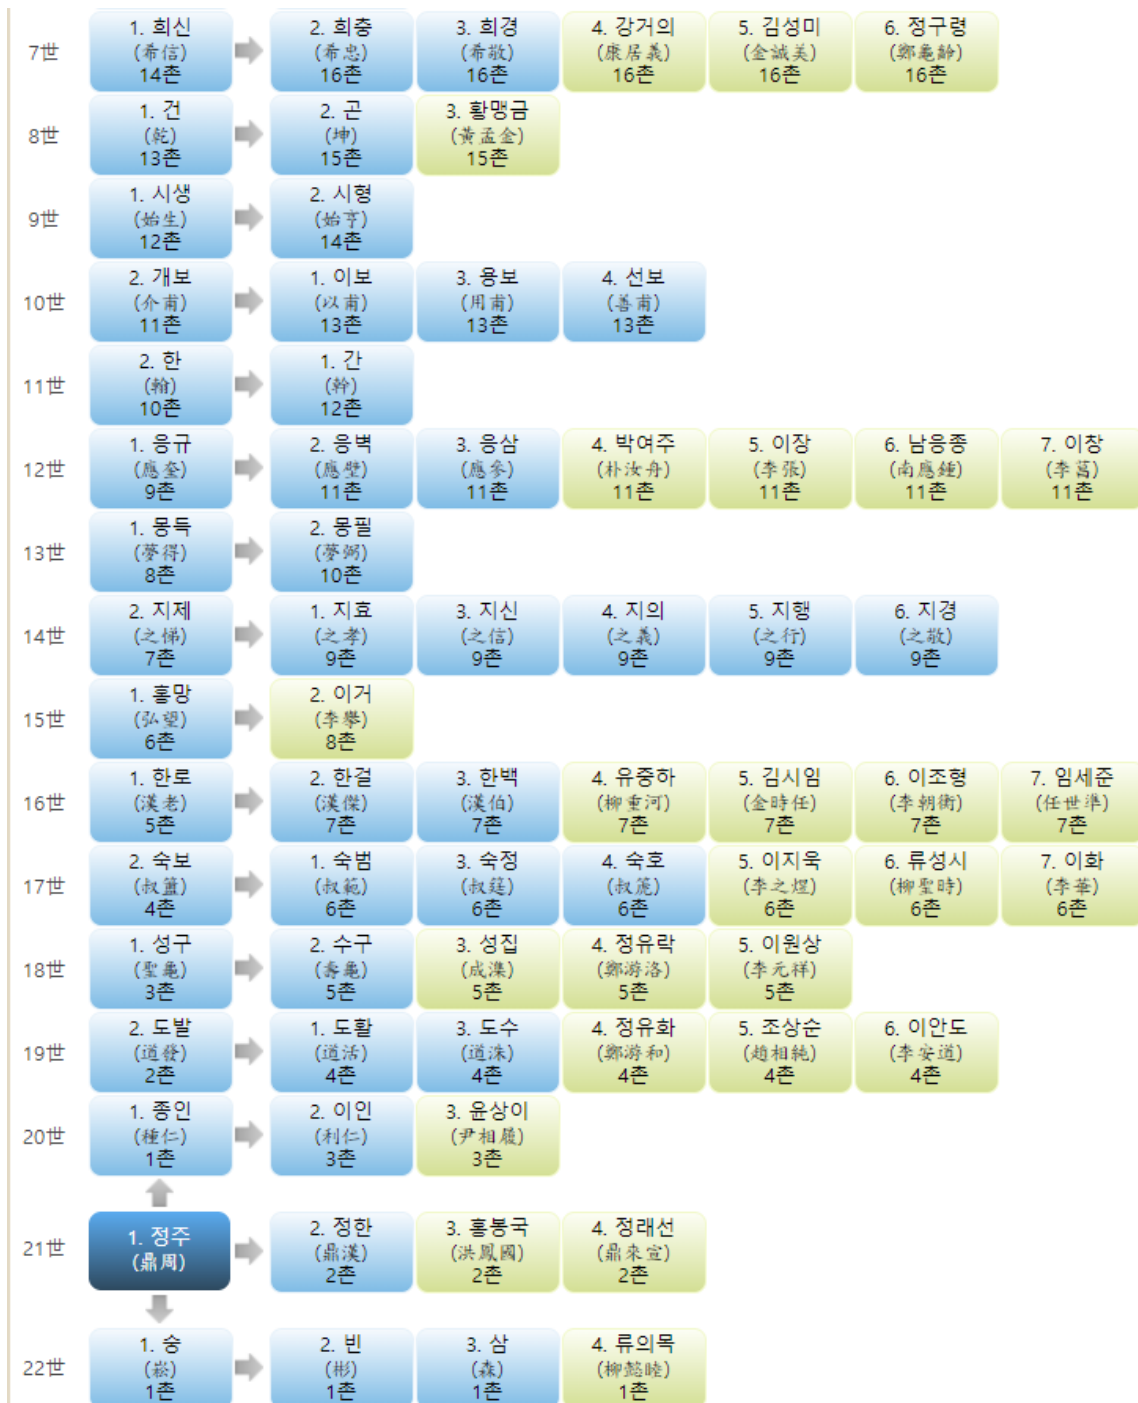 7世
1. 희신
(希信)
14촌
2. 희충
(希忠)
16촌
3. 희경
(希敬)
16촌
4. 강거의
(康居義)
16촌
5. 김성미
(金誠美)
16촌
6. 정구령
(鄭龜齡)
16촌
8世
1. 건
(乾)
13촌
2. 곤
(坤)
15촌
3. 황맹금
(黃孟金)
15촌
9世
1. 시생
(始生)
12촌
2. 시형
(始亨)
14촌
10世
2. 개보
(介甫)
11촌
1. 이보
(以甫)
13촌
3. 용보
(用甫)
13촌
4. 선보
(善甫)
13촌
11世
2. 한
(翰)
10촌
1. 간
(幹)
12촌
12世
1. 응규
(應奎)
9촌
2. 응벽
(應壁)
11촌
3. 응삼
(應參)
11촌
4. 박여주
(朴汝舟)
11촌
5. 이장
(李張)
11촌
6. 남응종
(南應鍾)
11촌
7. 이창
(李菖)
11촌
13世
1. 몽득
(夢得)
8촌
2. 몽필
(夢弼)
10촌
14世
2. 지제
(之悌)
7촌
1. 지효
(之孝)
9촌
3. 지신
(之信)
9촌
4. 지의
(之義)
9촌
5. 지행
(之行)
9촌
6. 지경
(之敬)
9촌
15世
1. 홍망
(弘望)
6촌
2. 이거
(李擧)
8촌
16世
1. 한로
(漢老)
5촌
2. 한걸
(漢傑)
7촌
3. 한백
(漢伯)
7촌
4. 유중하
(柳重河)
7촌
5. 김시임
(金時任)
7촌
6. 이조형
(李朝衡)
7촌
7. 임세준
(任世準)
7촌
17世
2. 숙보
(叔簠)
4촌
1. 숙범
(叔範)
6촌
3. 숙정
(叔筳)
6촌
4. 숙호
(叔箎)
6촌
5. 이지욱
(李之煜)
6촌
6. 류성시
(柳聖時)
6촌
7. 이화
(李華)
6촌
18世
1. 성구
(聖龜)
3촌
2. 수구
(壽龜)
5촌
3. 성집
(成潗)
5촌
4. 정유락
(鄭游洛)
5촌
5. 이원상
(李元祥)
5촌
19世
2. 도발
(道發)
2촌
1. 도활
(道活)
4촌
3. 도수
(道洙)
4촌
4. 정유화
(鄭游和)
4촌
5. 조상순
(趙相純)
4촌
6. 이안도
(李安道)
4촌
20世
1. 종인
(種仁)
1촌
2. 이인
(利仁)
3촌
3. 윤상이
(尹相履)
3촌
21世
1. 정주
(鼎周)
2. 정한
(鼎漢)
2촌
3. 홍봉국
(洪鳳國)
2촌
4. 정래선
(鼎來宣)
2촌
22世
1. 숭
(崧)
1촌
2. 빈
(彬)
1촌
3. 삼
(森)
1촌
4. 류의목
(柳懿睦)
1촌